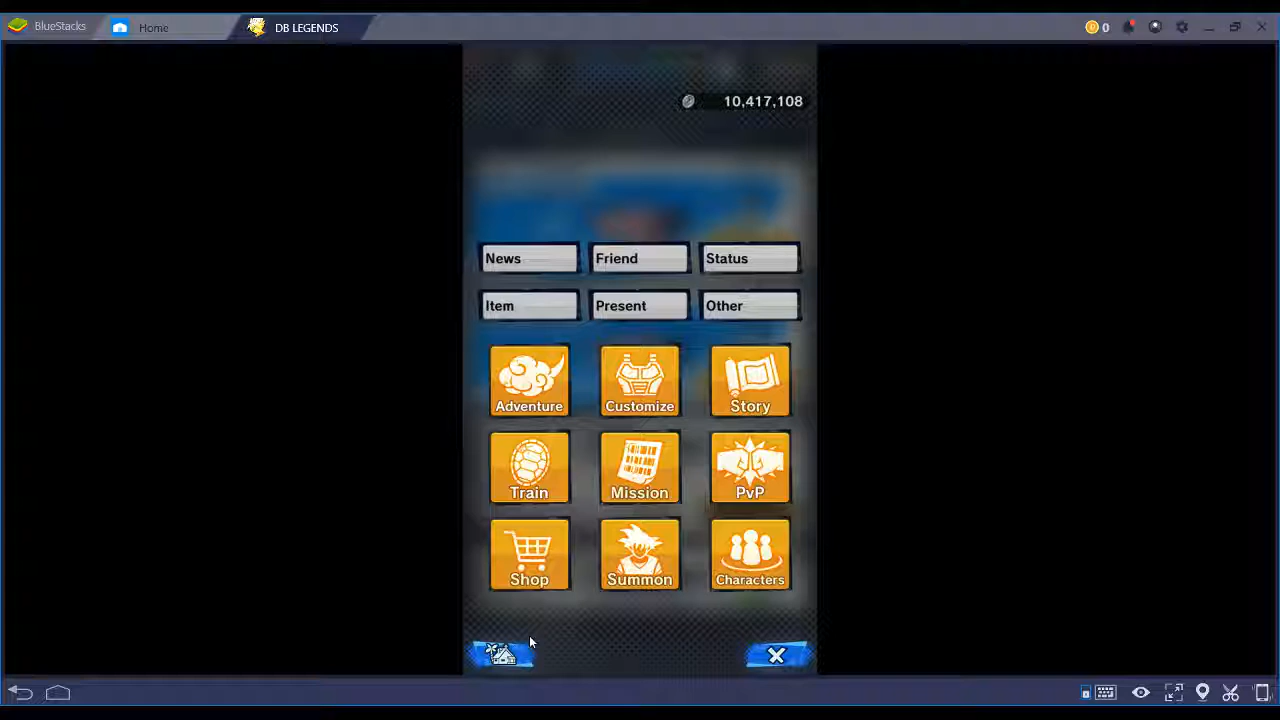 BlueStacks
Home
DB LEGENDS
0
10,417,108
News
Friend
Status
Item
Present
Other
Adventure
Customize
Story
Train
Mission
PvP
Shop
Summon
Characters